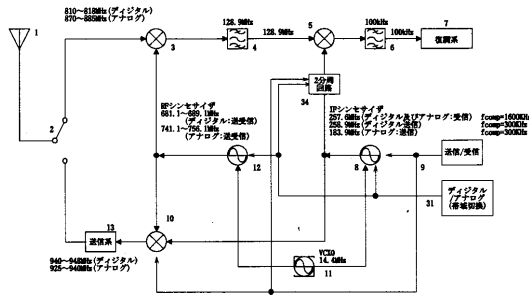 810~818MHz(ディジタル)
870~885MHz(アナログ)
1
2
3
128.9MHz
4
128.9MHz
5
100kHz
6
100kHz
7
復調系
2分周
回路
34
RFシンセサイザ
681.1~689.1MHz
(ディジタル:送受信)
741.1~756.1MHz
(アナログ:送受信)
12
IFシンセサイザ
257.8MHz(ディジタル及びアナログ:受信) fcomp=1600KHz
258.9MHz(ディジタル送信) fcomp=300KHz
183.9MHz(アナログ:送信) fcomp=300KHz
8
9
送信/受信
31
ディジタル
/アナログ
(帯域切換)
10
13
送信系
VCXO
14.4MHz
11
940~948MHz(ディジタル)
925~940MHz(アナログ)